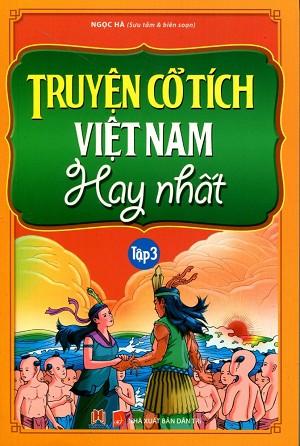 NGỌC HÀ (Sưu tầm & biên soạn)
TRUYỆN CỔ TÍCH
VIỆT NAM
Hay nhất
Tập 3
NHÀ XUẤT BẢN DÂN TRÍ